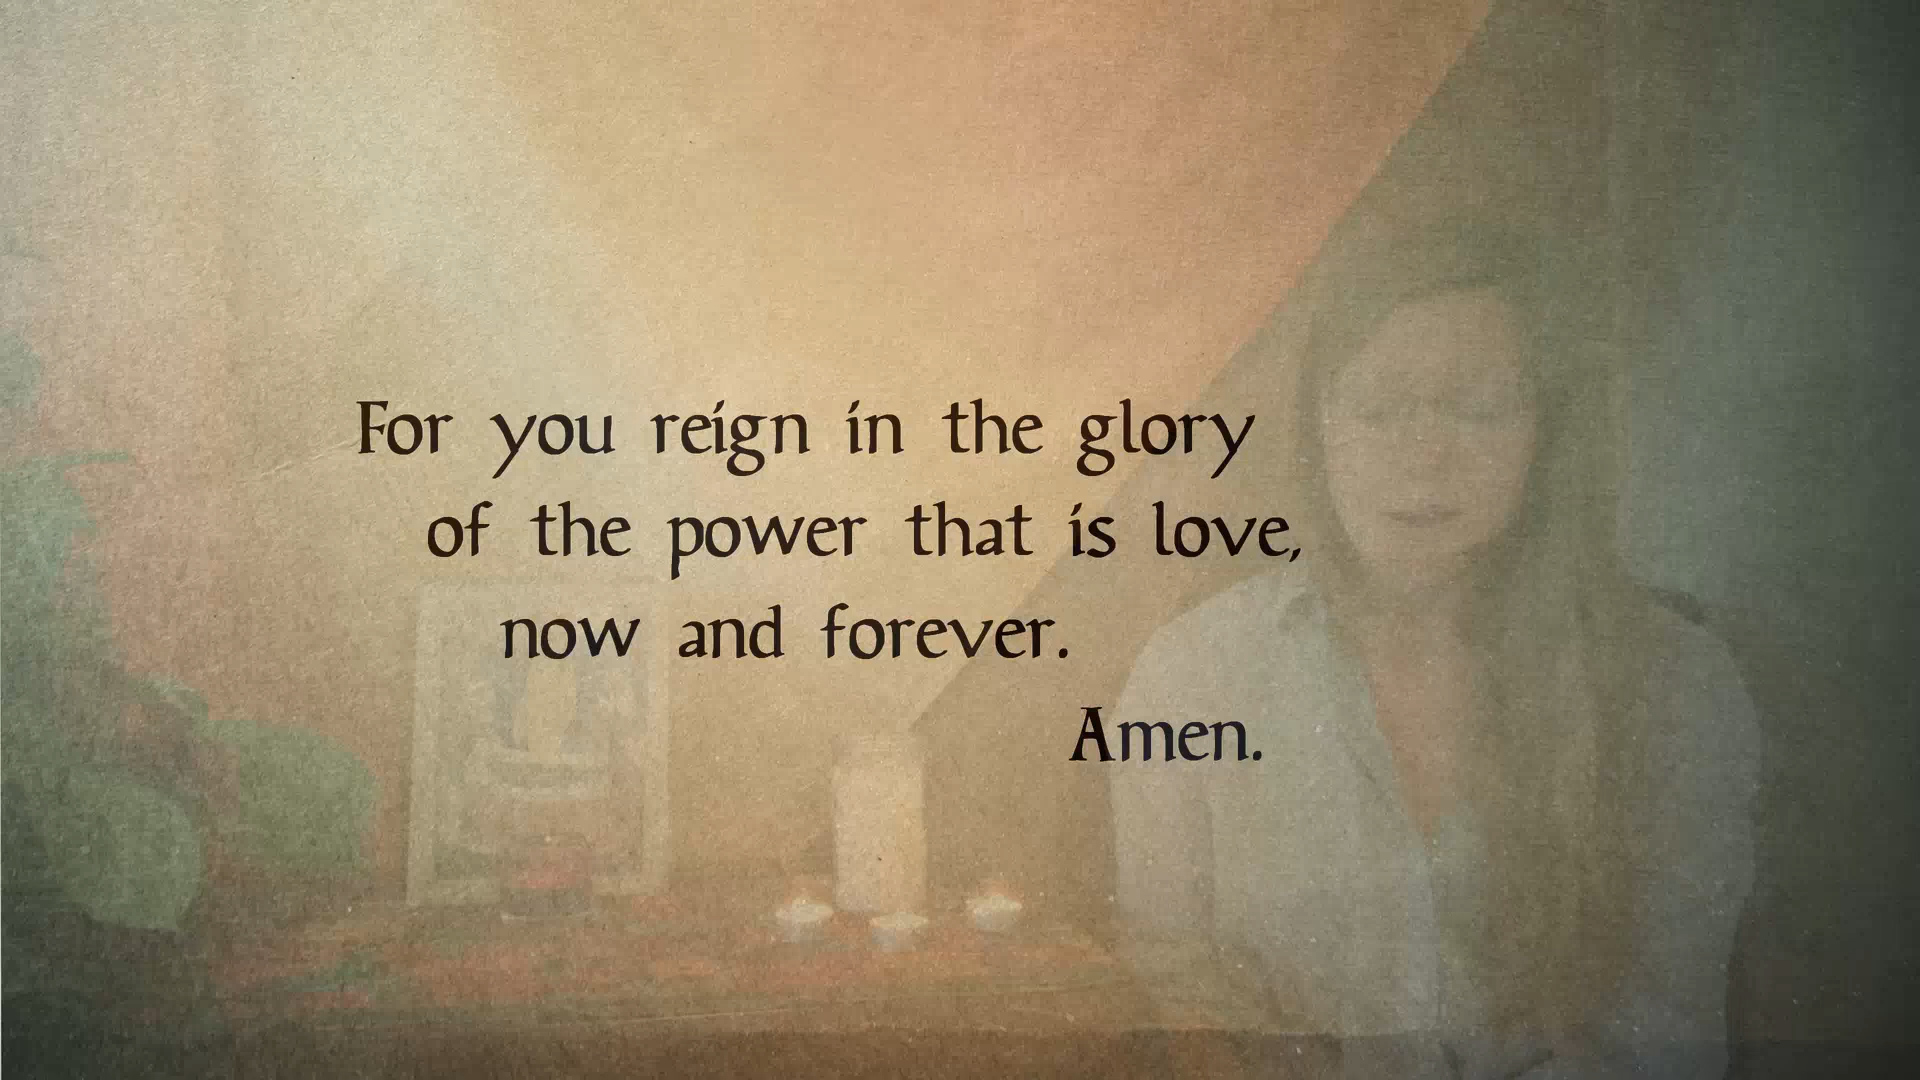 For you reign in the glory
of the power that is love,
now and forever.
Amen.